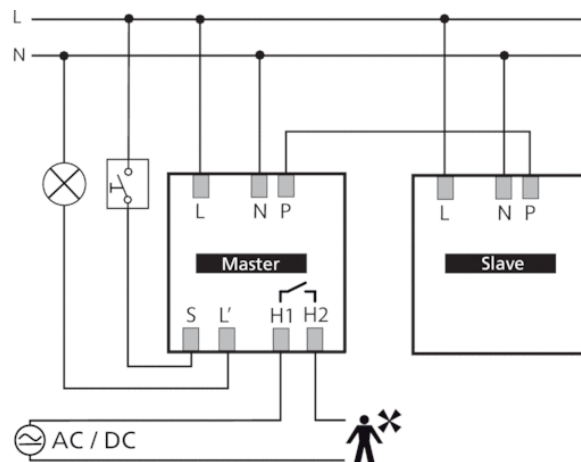 L
N
L N P
L N P
Master
Slave
S L' H1 H2
AC / DC